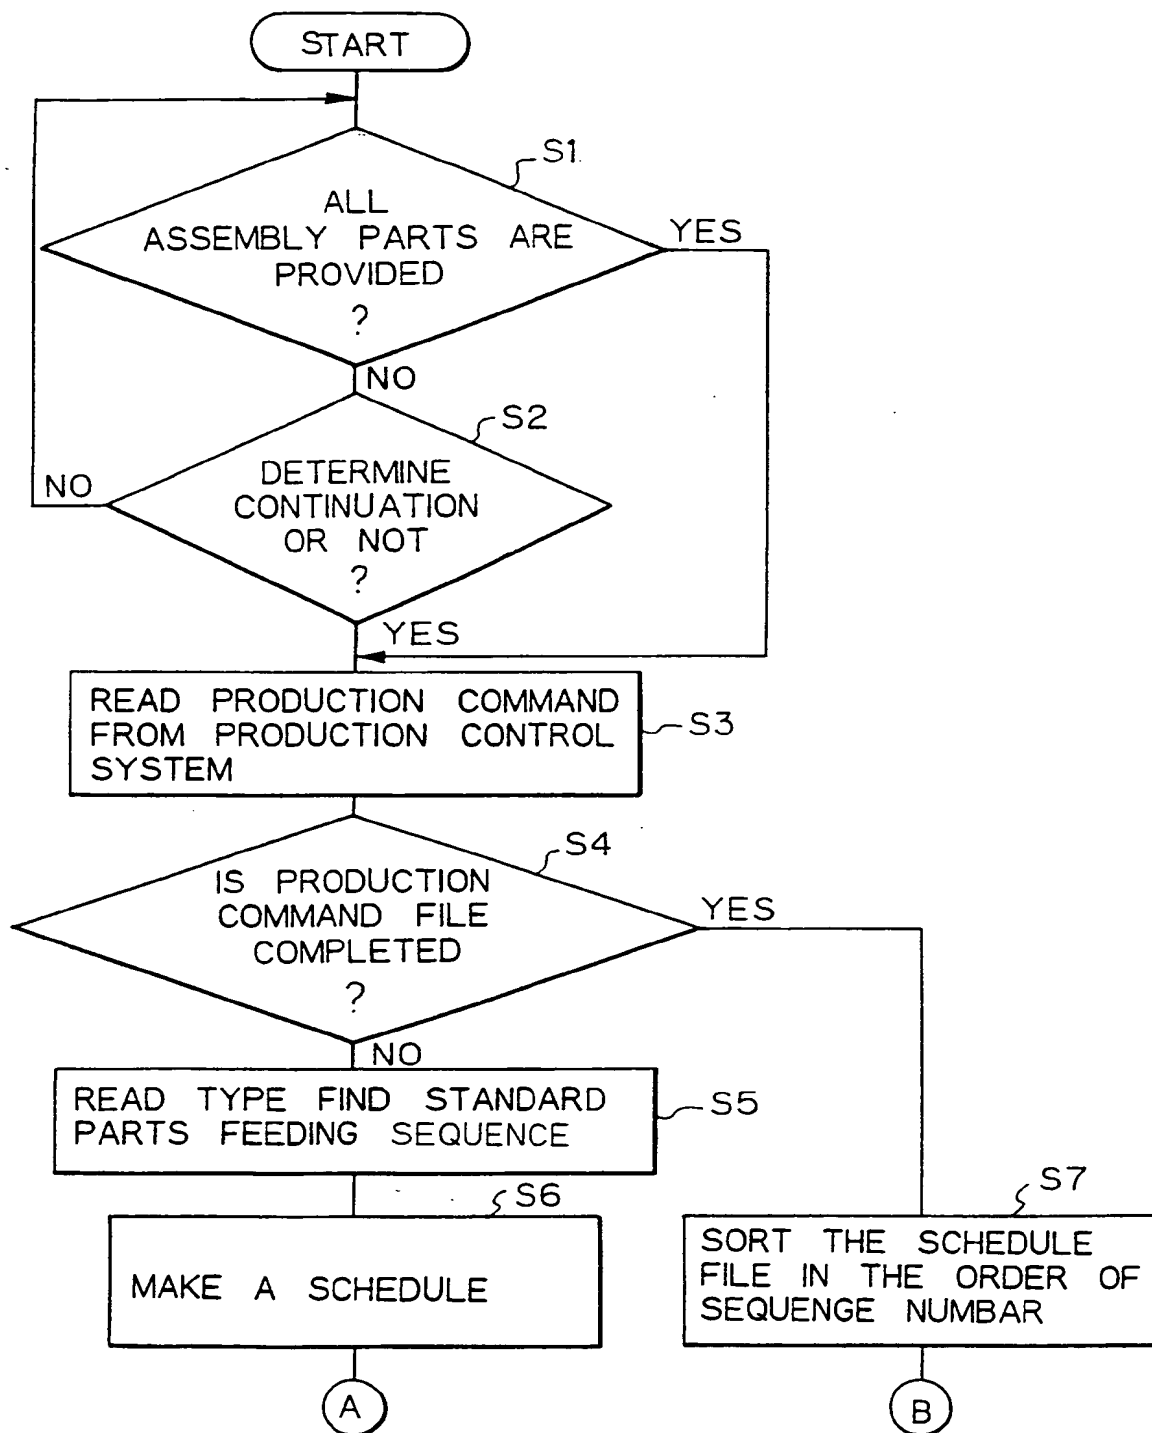 START
S1
ALL
ASSEMBLY PARTS ARE
PROVIDED
?
YES
NO
S2
DETERMINE
CONTINUATION
OR NOT
?
NO
YES
READ PRODUCTION COMMAND
FROM PRODUCTION CONTROL
SYSTEM
S3
S4
IS PRODUCTION
COMMAND FILE
COMPLETED
?
YES
NO
READ TYPE FIND STANDARD
PARTS FEEDING SEQUENCE
S5
S6
MAKE A SCHEDULE
S7
SORT THE SCHEDULE
FILE IN THE ORDER OF
SEQUENGE NUMBAR
A
B